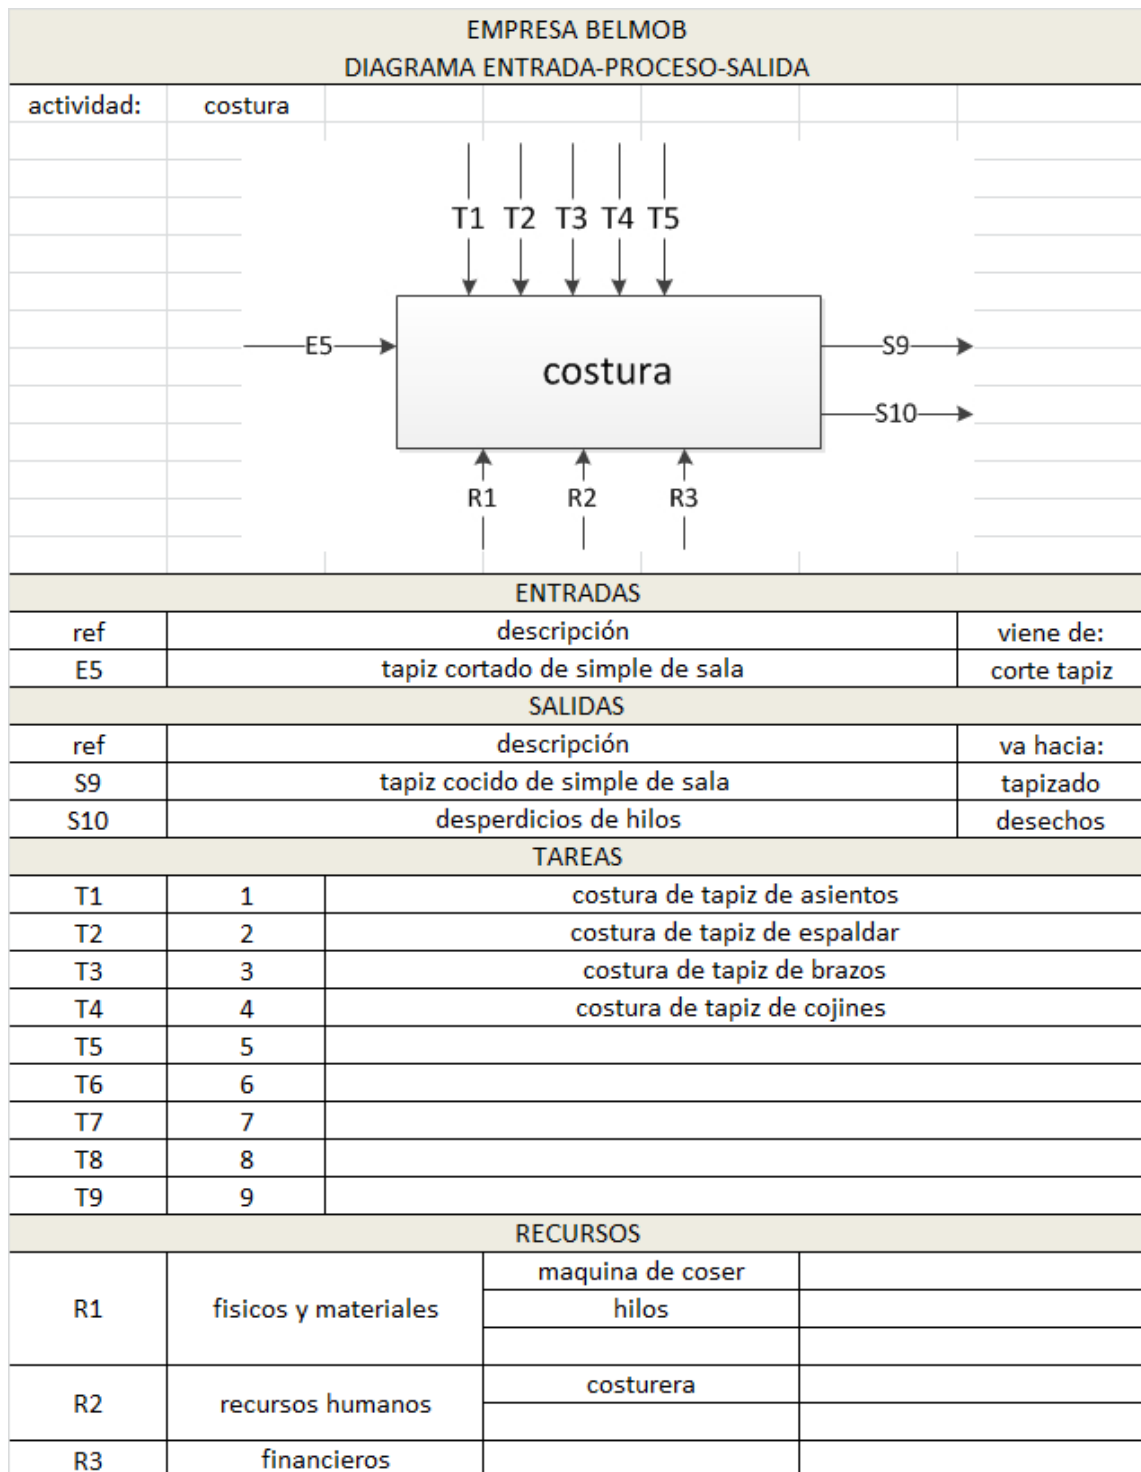 EMPRESA BELMOB
DIAGRAMA ENTRADA-PROCESO-SALIDA
actividad: costura
T1 T2 T3 T4 T5
E5 costura S9
S10
R1 R2 R3
ENTRADAS
ref descripción viene de:
E5 tapiz cortado de simple de sala corte tapiz
SALIDAS
ref descripción va hacia:
S9 tapiz cocido de simple de sala tapizado
S10 desperdicios de hilos desechos
TAREAS
T1 1 costura de tapiz de asientos
T2 2 costura de tapiz de espaldar
T3 3 costura de tapiz de brazos
T4 4 costura de tapiz de cojines
T5 5
T6 6
T7 7
T8 8
T9 9
RECURSOS
R1 fisicos y materiales maquina de coser
hilos
R2 recursos humanos costurera
R3 financieros